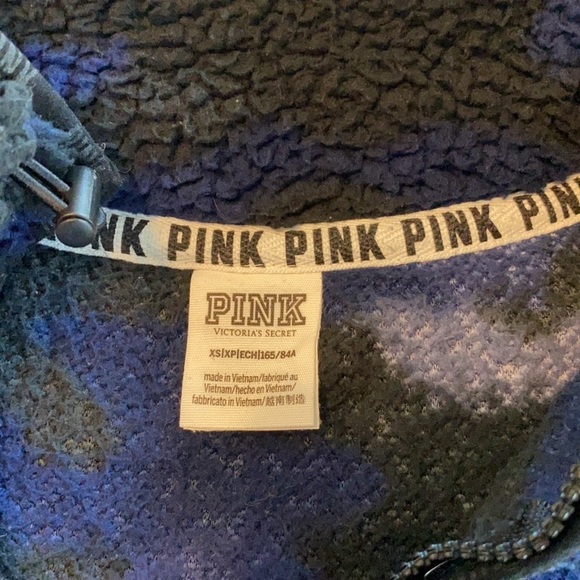 NK PINK PINK PINK PIN
PINK
VICTORIA'S SECRET
XS|XP|ECH|165/84A
made in Vietnam/fabriqué au
Vietnam/hecho en Vietnam/
fabbricato in Vietnam/越南制造